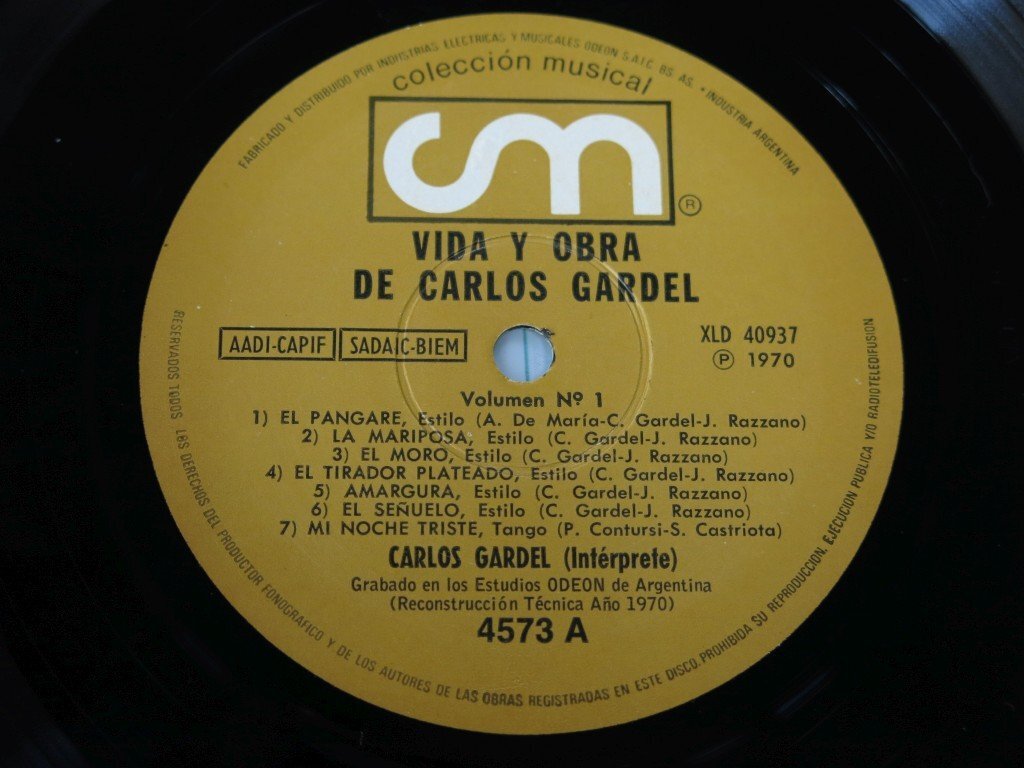 FABRICADO Y DISTRIBUIDO POR INDUSTRIAS ELECTRICAS Y MUSICALES ODEON S.A.I.C. BS. AS. • INDUSTRIA ARGENTINA
colección musical
cm
®
VIDA Y OBRA
DE CARLOS GARDEL
AADI-CAPIF SADAIC-BIEM
XLD 40937
℗ 1970
Volumen Nº 1
1) EL PANGARE, Estilo (A. De María-C. Gardel-J. Razzano)
2) LA MARIPOSA, Estilo (C. Gardel-J. Razzano)
3) EL MORO, Estilo (C. Gardel-J. Razzano)
4) EL TIRADOR PLATEADO, Estilo (C. Gardel-J. Razzano)
5) AMARGURA, Estilo (C. Gardel-J. Razzano)
6) EL SEÑUELO, Estilo (C. Gardel-J. Razzano)
7) MI NOCHE TRISTE, Tango (P. Contursi-S. Castriota)
CARLOS GARDEL (Intérprete)
Grabado en los Estudios ODEON de Argentina
(Reconstrucción Técnica Año 1970)
4573 A
RESERVADOS TODOS LOS DERECHOS DEL PRODUCTOR FONOGRAFICO Y DE LOS AUTORES DE LAS OBRAS REGISTRADAS EN ESTE DISCO. PROHIBIDA SU REPRODUCCION, EJECUCION PUBLICA Y/O RADIOTELEDIFUSION